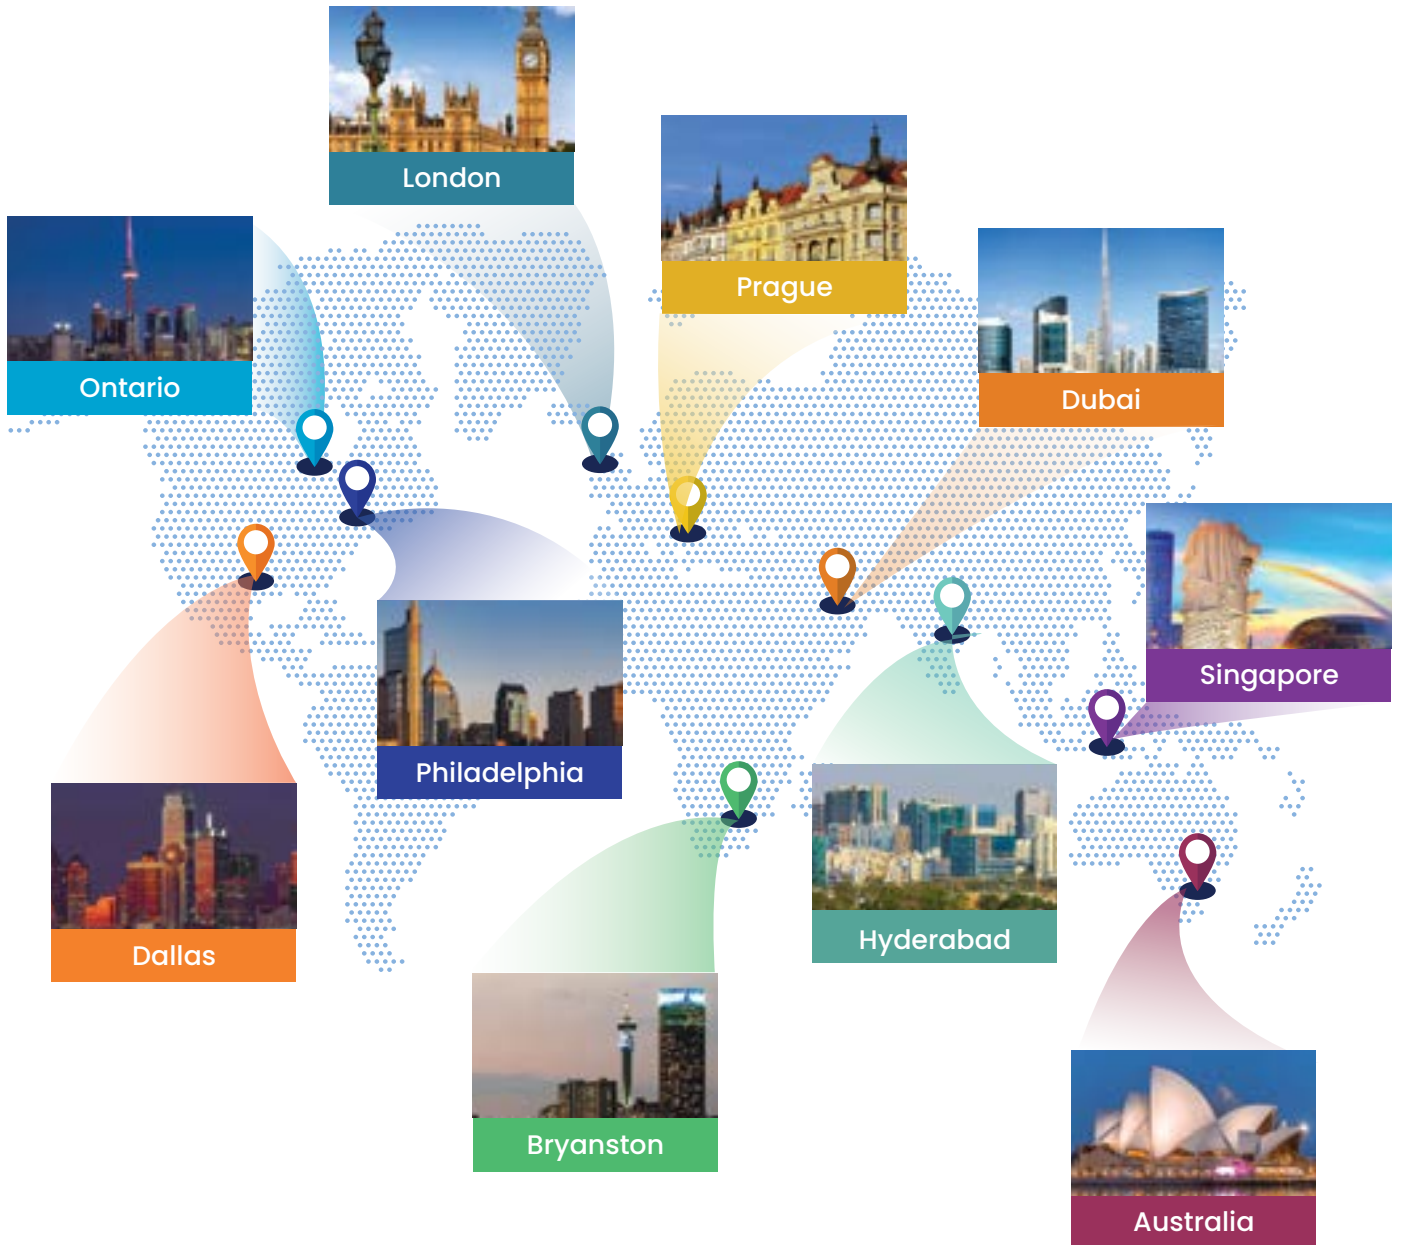 London
Prague
Ontario
Dubai
Singapore
Philadelphia
Dallas
Hyderabad
Bryanston
Australia